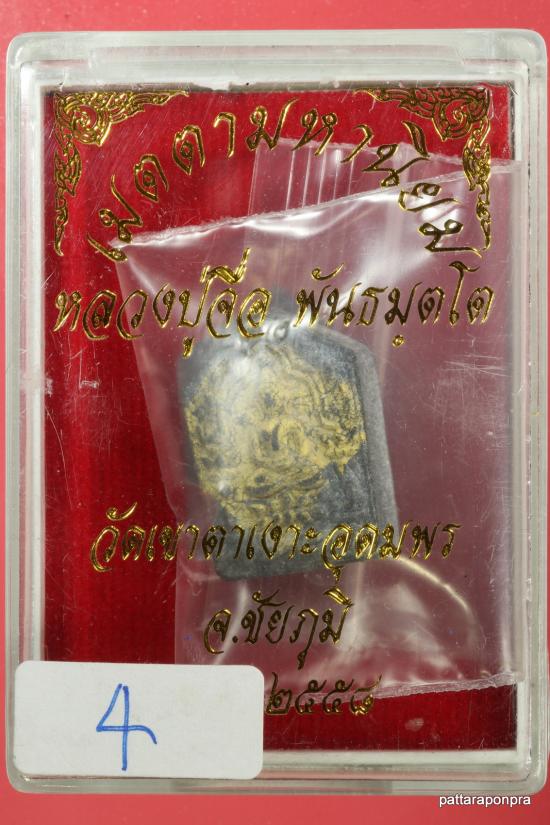 เมตตามหานิยม
หลวงปู่จื่อ พันธมุตโต
วัดเขาตาเงาะอุดมพร
จ.ชัยภูมิ
๒๕๕๘
4
pattaraponpra